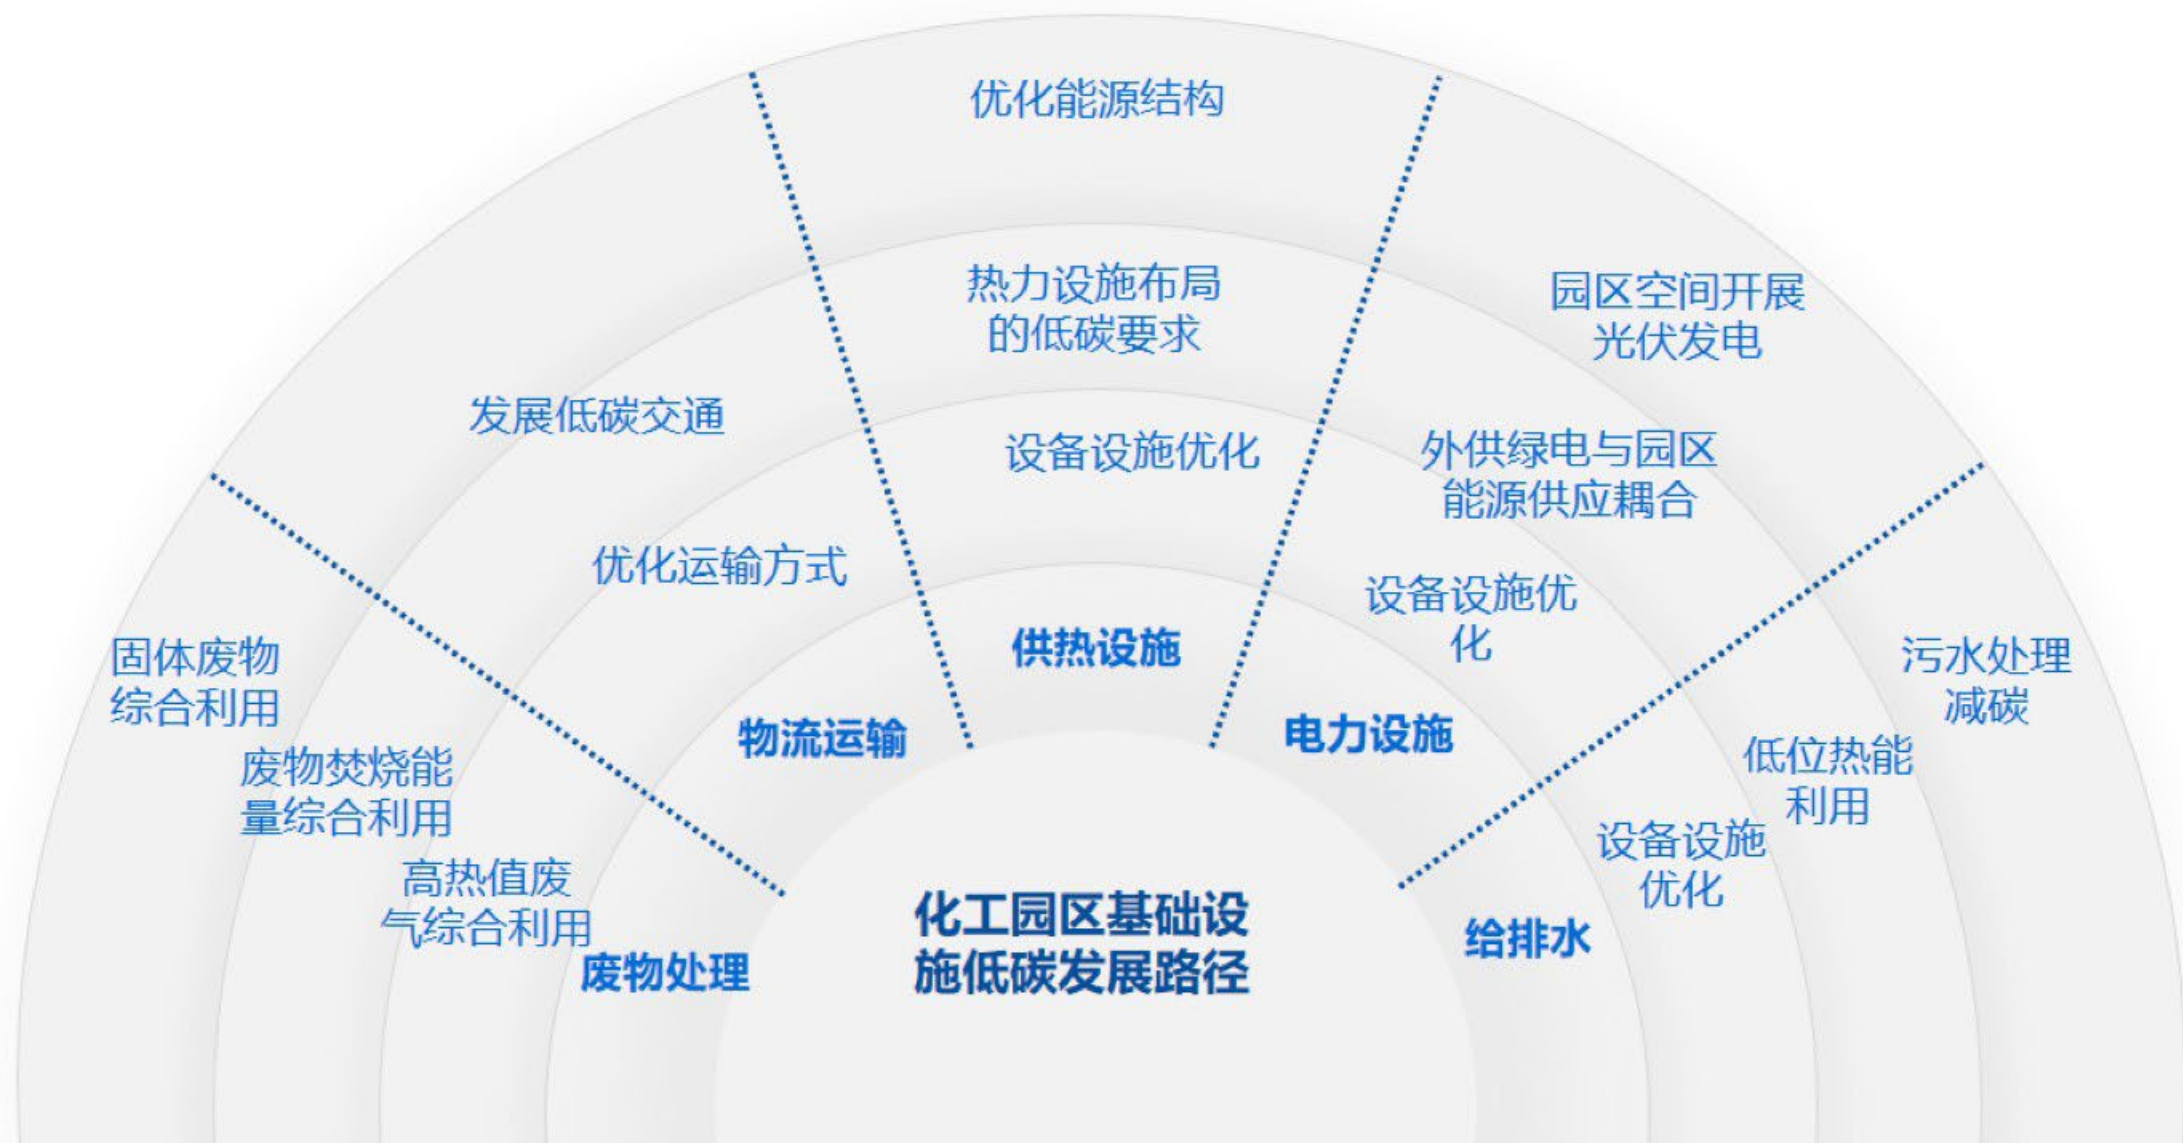 优化能源结构
热力设施布局
的低碳要求
设备设施优化
供热设施
园区空间开展
光伏发电
外供绿电与园区
能源供应耦合
设备设施优
化
电力设施
发展低碳交通
优化运输方式
物流运输
固体废物
综合利用
废物焚烧能
量综合利用
高热值废
气综合利用
废物处理
污水处理
减碳
低位热能
利用
设备设施
优化
给排水
化工园区基础设
施低碳发展路径